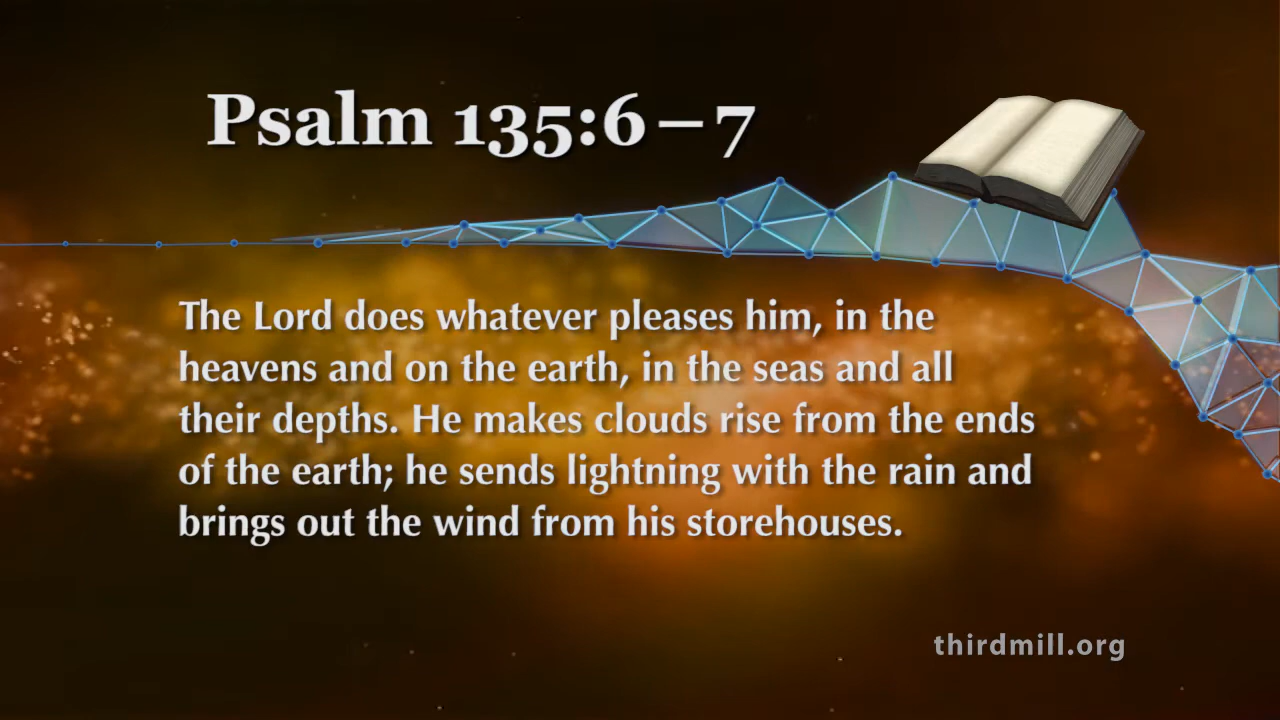 Psalm 135:6–7
The Lord does whatever pleases him, in the
heavens and on the earth, in the seas and all
their depths. He makes clouds rise from the ends
of the earth; he sends lightning with the rain and
brings out the wind from his storehouses.
thirdmill.org